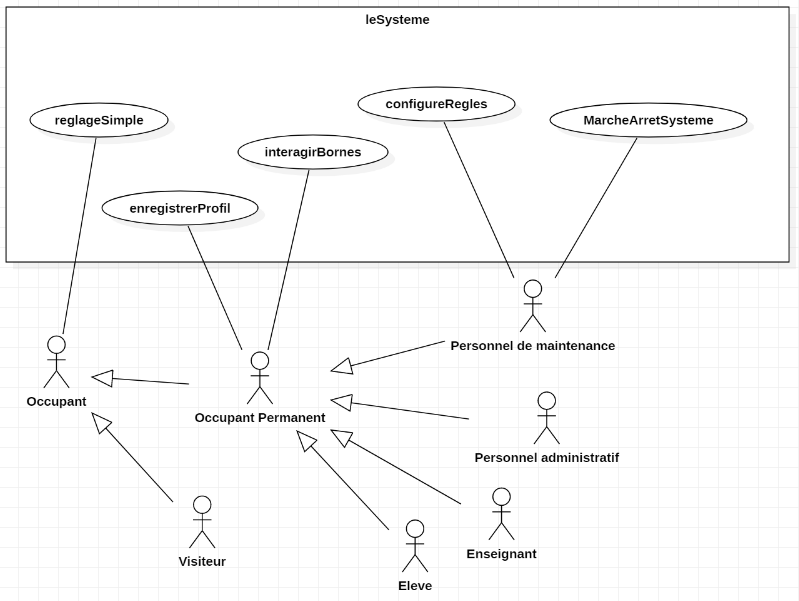 leSysteme
configureRegles
reglageSimple
MarcheArretSysteme
interagirBornes
enregistrerProfil
Personnel de maintenance
Occupant
Occupant Permanent
Personnel administratif
Visiteur
Enseignant
Eleve